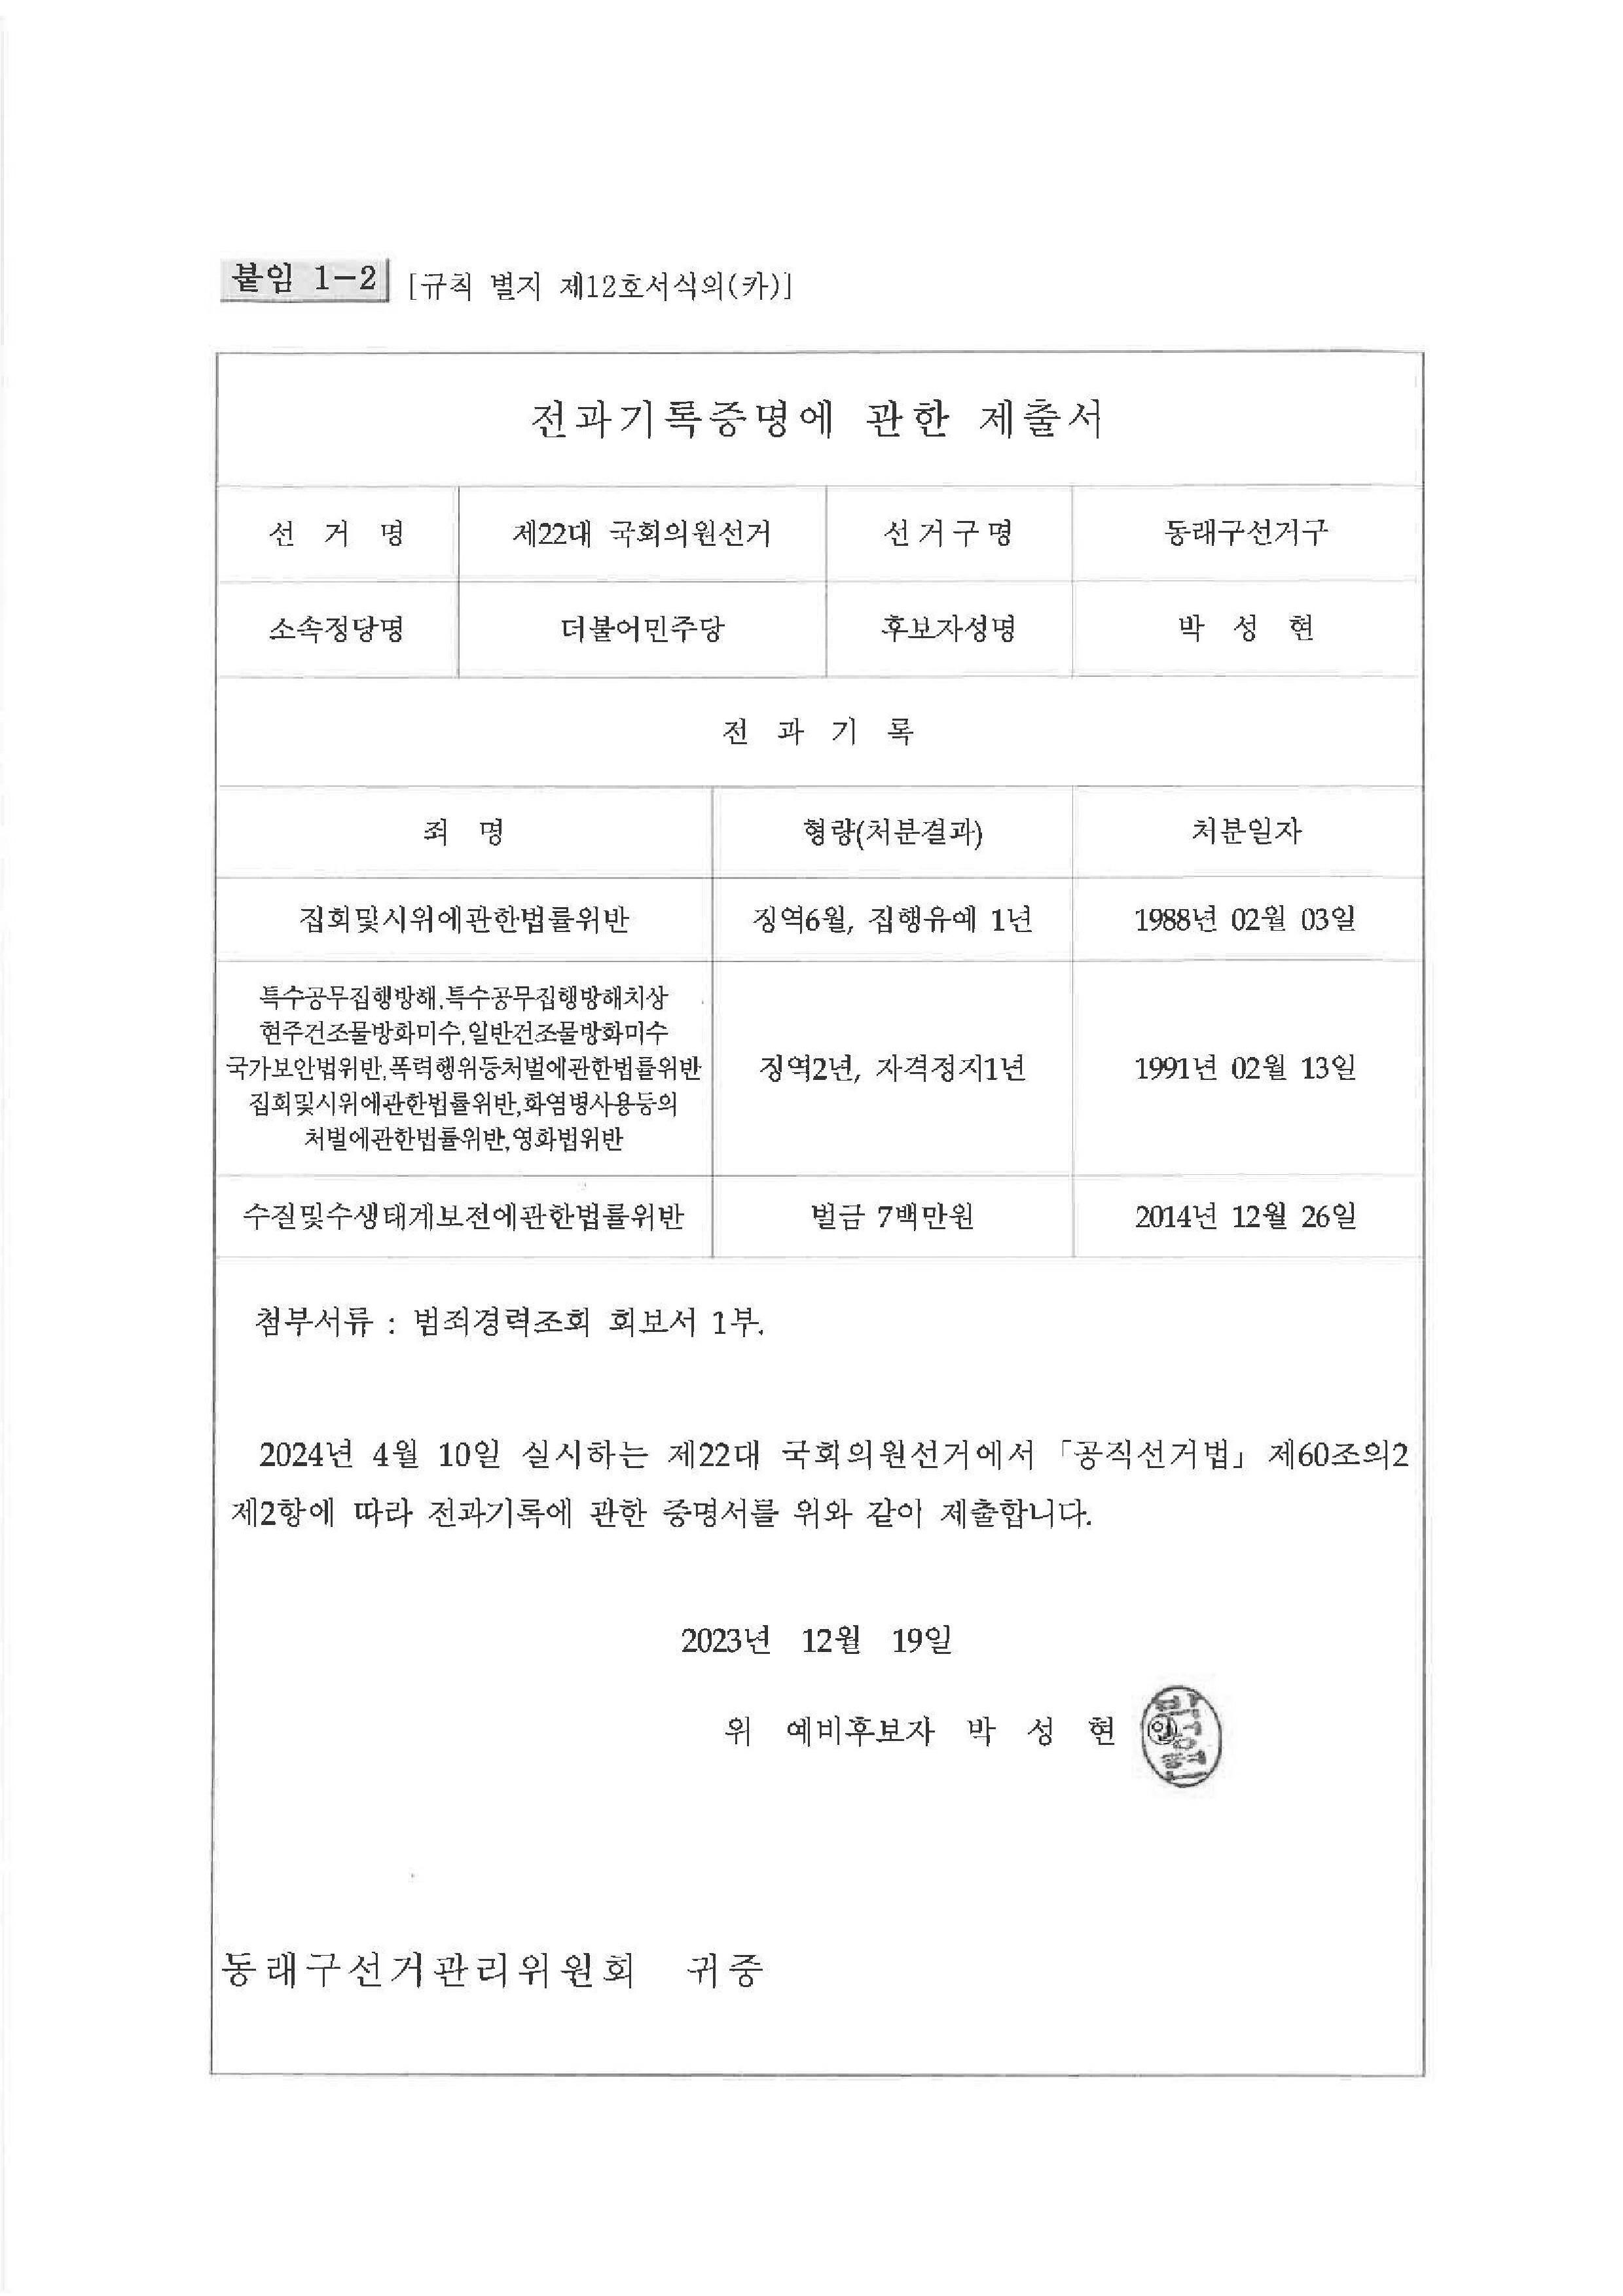 붙임 1-2 [규칙 별지 제12호서식의(카)]
전과기록증명에 관한 제출서
선 거 명 제22대 국회의원선거 선거구명 동래구선거구
소속정당명 더불어민주당 후보자성명 박 성 현
전 과 기 록
죄 명 형량(처분결과) 처분일자
집회및시위에관한법률위반 징역6월, 집행유예 1년 1988년 02월 03일
특수공무집행방해,특수공무집행방해치상
현주건조물방화미수,일반건조물방화미수
국가보안법위반,폭력행위등처벌에관한법률위반 징역2년, 자격정지1년 1991년 02월 13일
집회및시위에관한법률위반,화염병사용등의
처벌에관한법률위반,영화법위반
수질및수생태계보전에관한법률위반 벌금 7백만원 2014년 12월 26일
첨부서류 : 범죄경력조회 회보서 1부.
2024년 4월 10일 실시하는 제22대 국회의원선거에서 「공직선거법」 제60조의2
제2항에 따라 전과기록에 관한 증명서를 위와 같이 제출합니다.
2023년 12월 19일
위 예비후보자 박 성 현 ㊞
박성현
동래구선거관리위원회 귀중